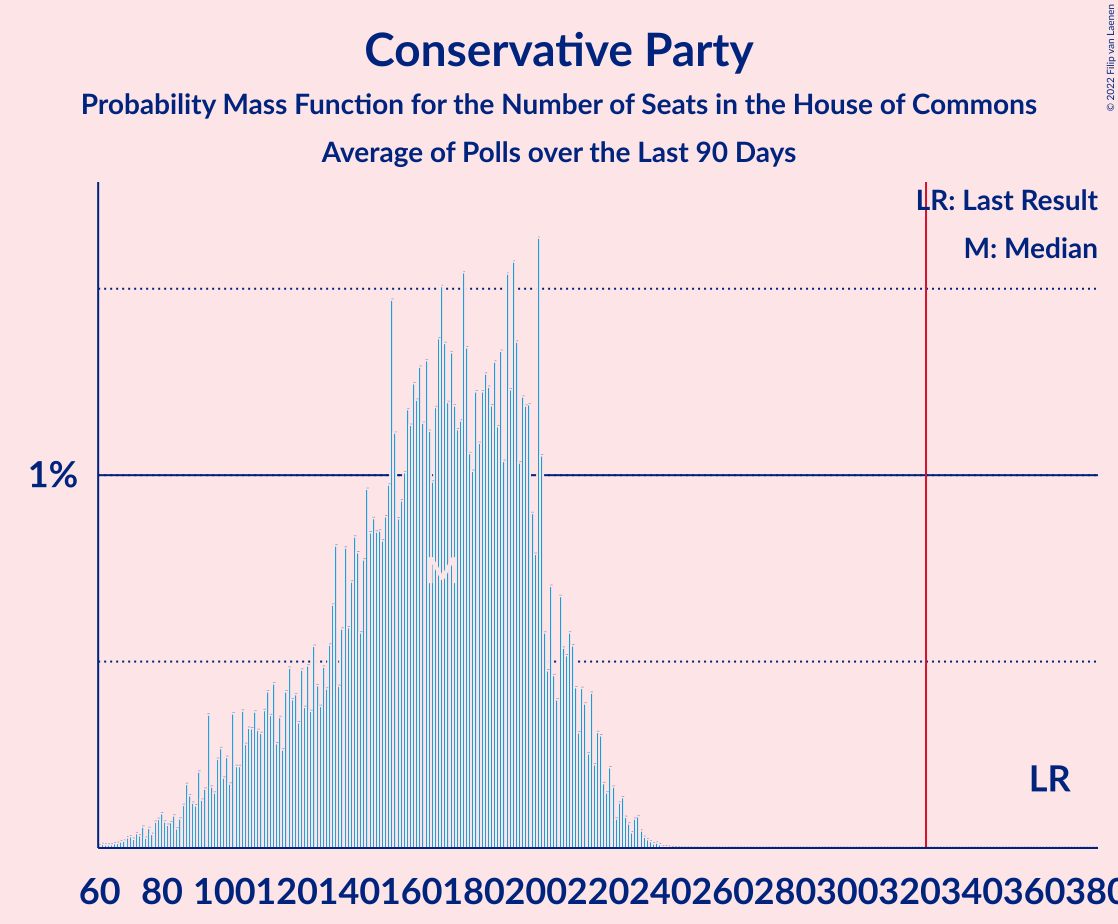 Conservative Party
Probability Mass Function for the Number of Seats in the House of Commons
Average of Polls over the Last 90 Days
© 2022 Filip van Laenen
LR: Last Result
M: Median
1%
M
LR
60 80 100 120 140 160 180 200 220 240 260 280 300 320 340 360 380